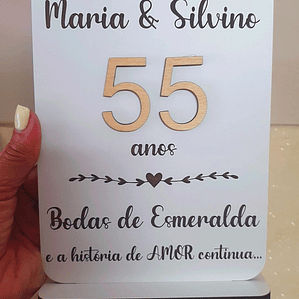 Maria & Silvino
55
anos
Bodas de Esmeralda
e a história de AMOR continua...